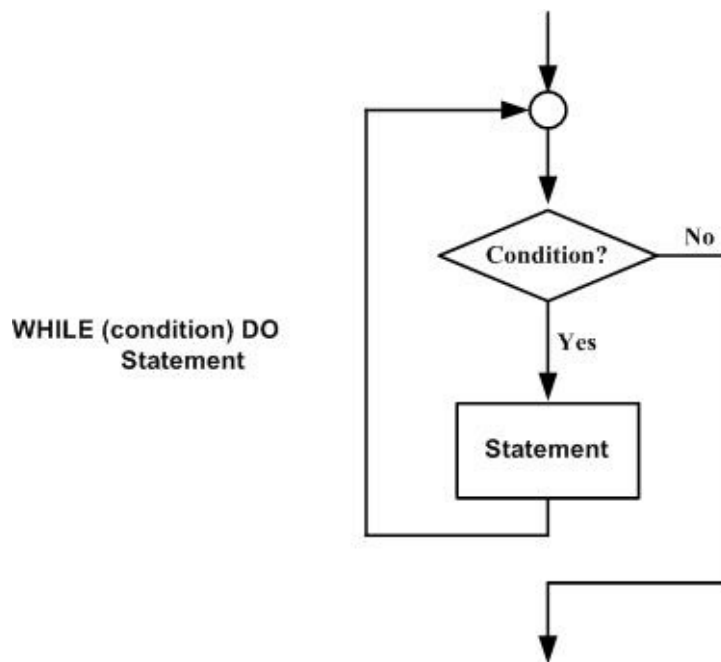 No
Condition?
Yes
WHILE (condition) DO
Statement
Statement